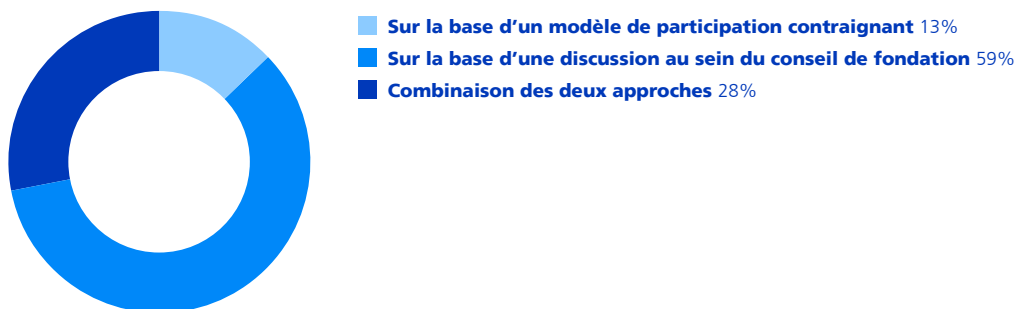 Sur la base d’un modèle de participation contraignant 13%
Sur la base d’une discussion au sein du conseil de fondation 59%
Combinaison des deux approches 28%